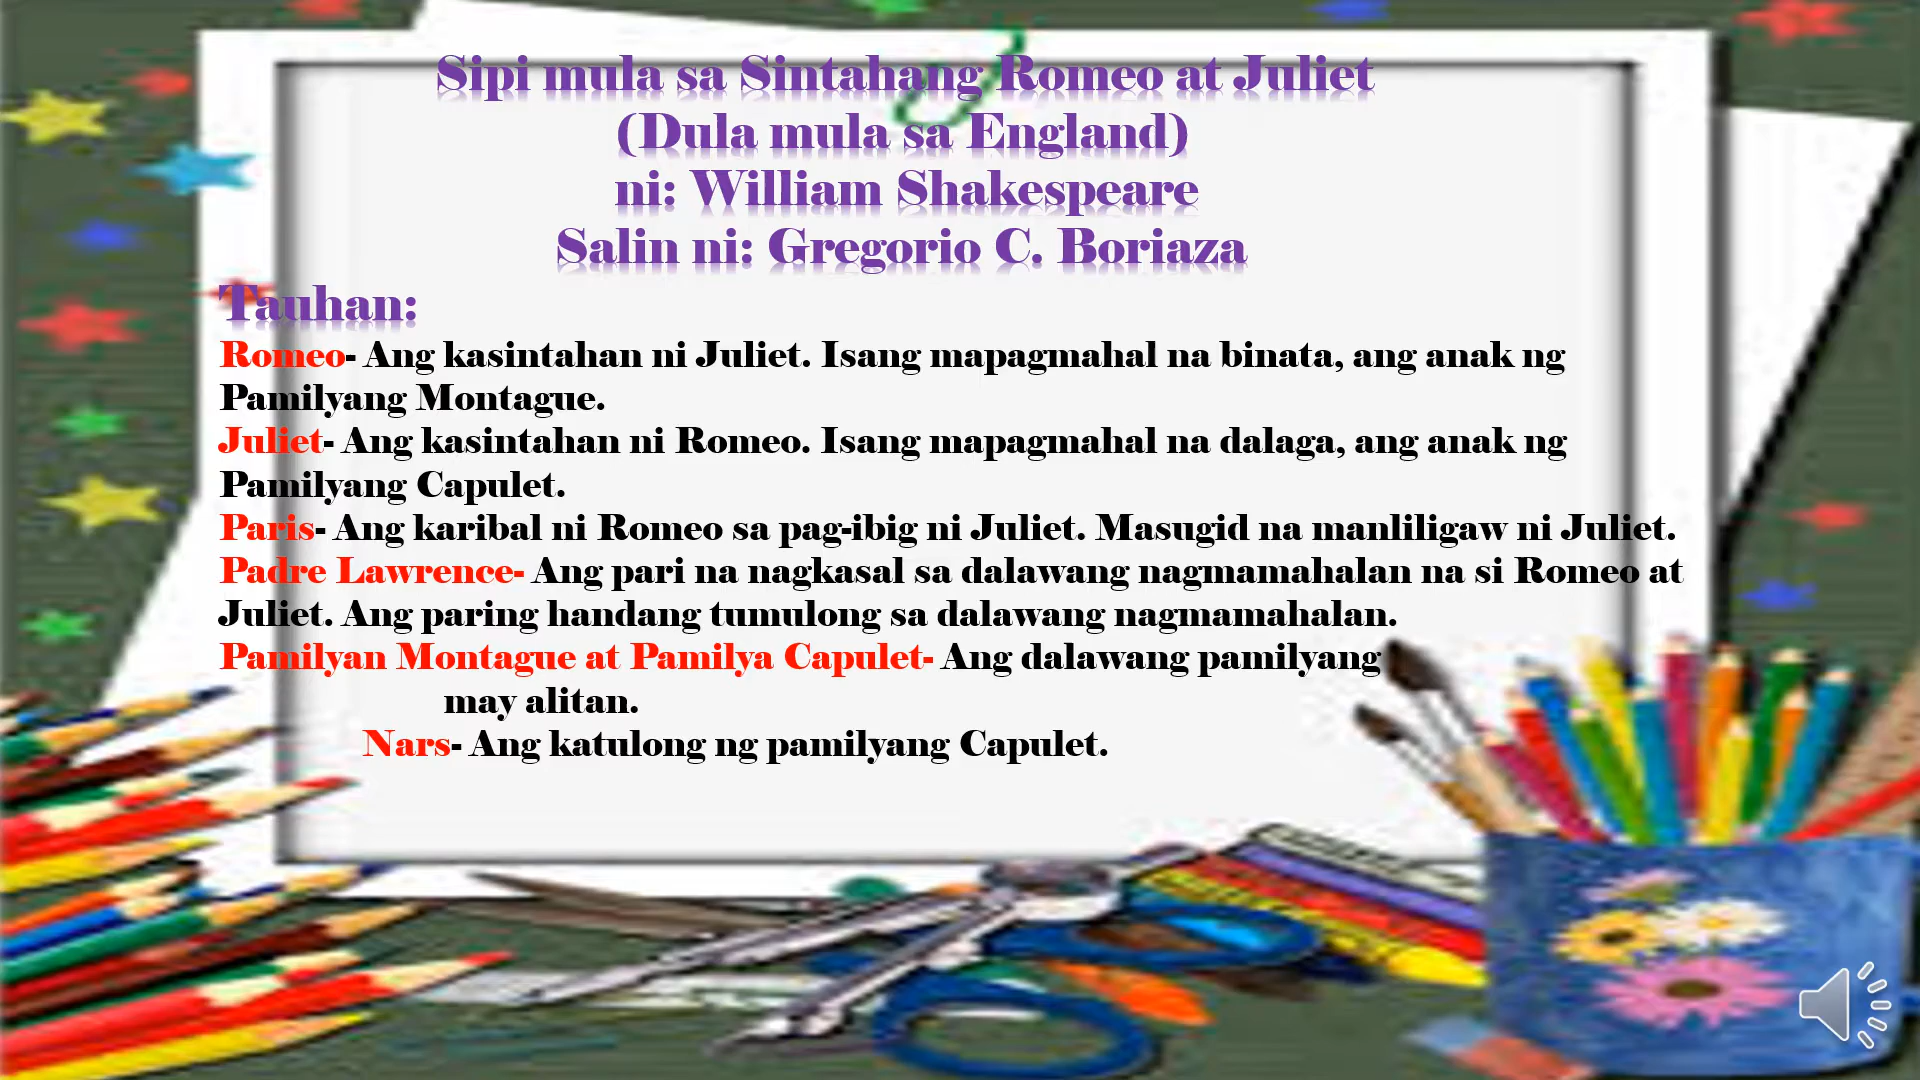 Sipi mula sa Sintahang Romeo at Juliet
(Dula mula sa England)
ni: William Shakespeare
Salin ni: Gregorio C. Boriaza
Tauhan:
Romeo- Ang kasintahan ni Juliet. Isang mapagmahal na binata, ang anak ng
Pamilyang Montague.
Juliet- Ang kasintahan ni Romeo. Isang mapagmahal na dalaga, ang anak ng
Pamilyang Capulet.
Paris- Ang karibal ni Romeo sa pag-ibig ni Juliet. Masugid na manliligaw ni Juliet.
Padre Lawrence- Ang pari na nagkasal sa dalawang nagmamahalan na si Romeo at
Juliet. Ang paring handang tumulong sa dalawang nagmamahalan.
Pamilyan Montague at Pamilya Capulet- Ang dalawang pamilyang
may alitan.
Nars- Ang katulong ng pamilyang Capulet.